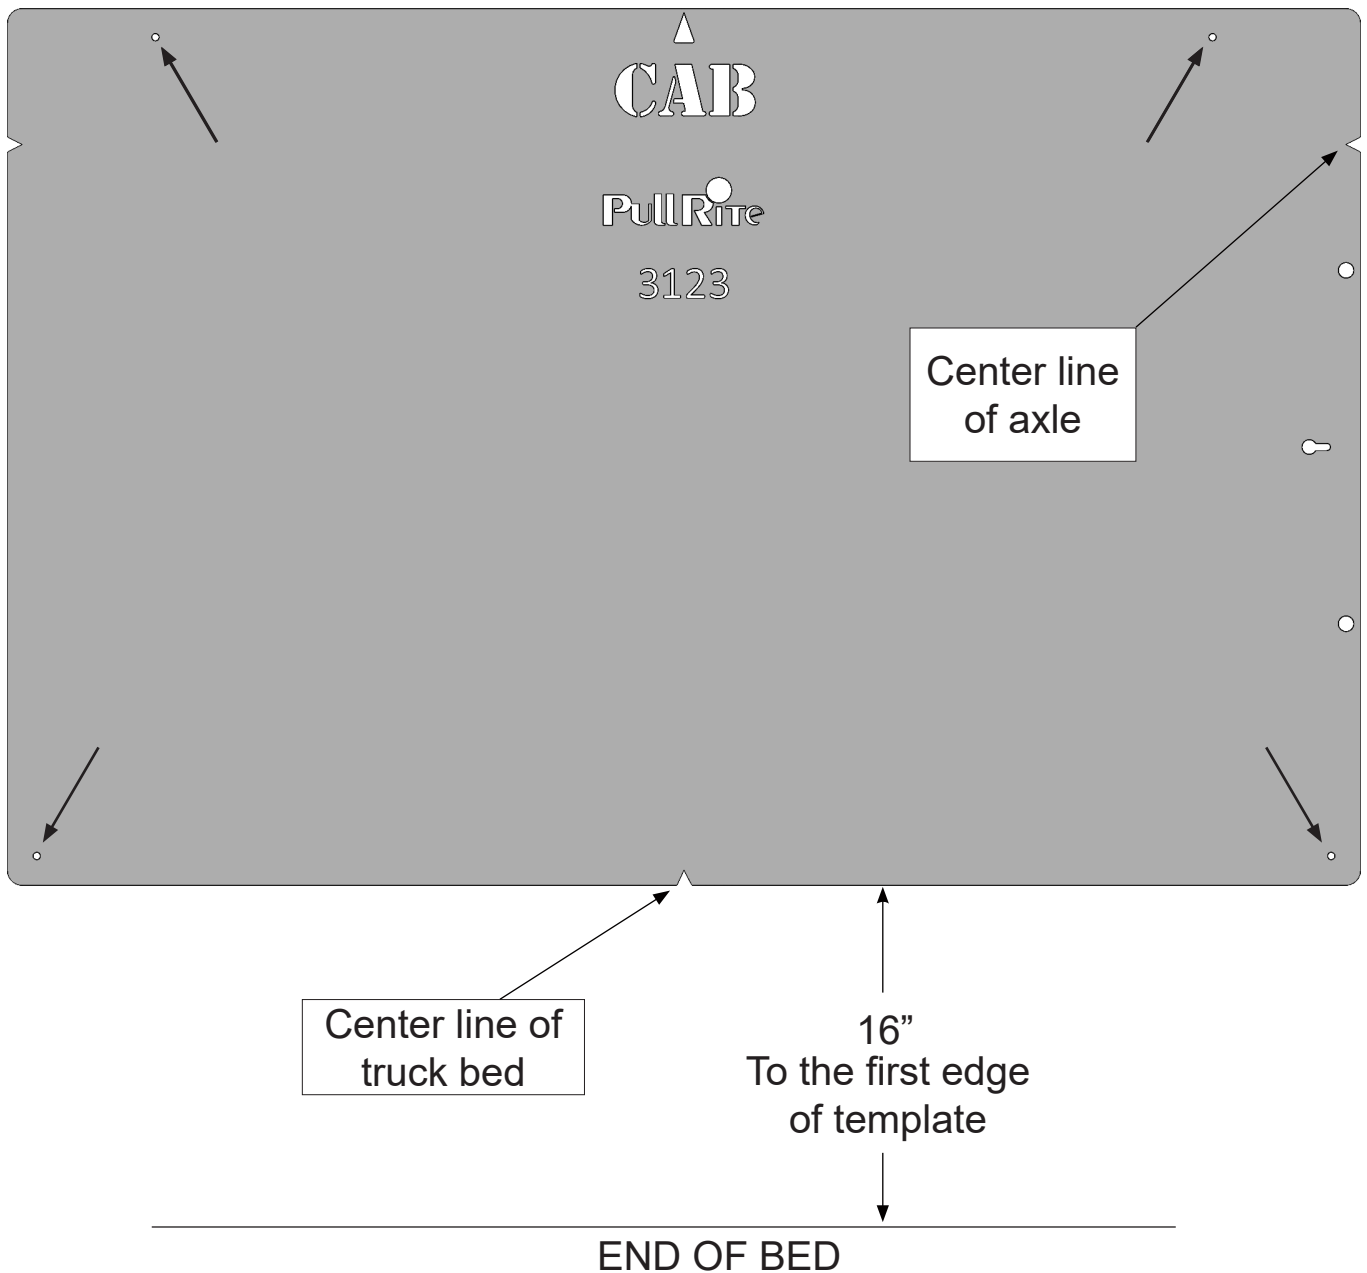 CAB
PullRite
3123
Center line
of axle
Center line of
truck bed
16”
To the first edge
of template
END OF BED